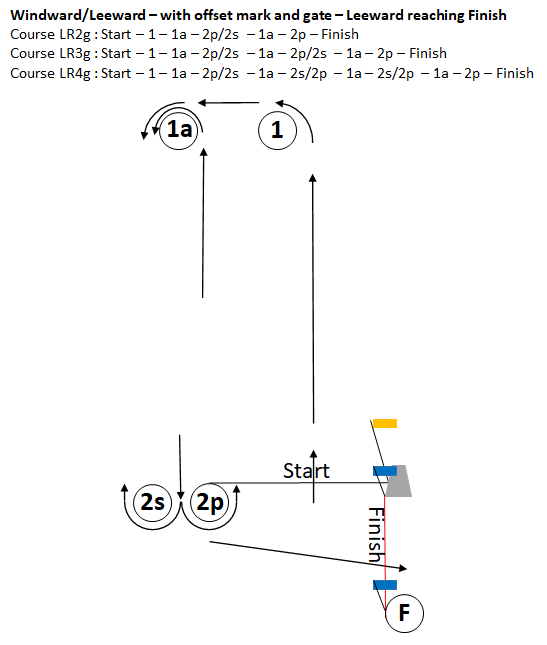 Windward/Leeward – with offset mark and gate – Leeward reaching Finish
Course LR2g : Start – 1 – 1a – 2p/2s – 1a – 2p – Finish
Course LR3g : Start – 1 – 1a – 2p/2s – 1a – 2p/2s – 1a – 2p – Finish
Course LR4g : Start – 1 – 1a – 2p/2s – 1a – 2s/2p – 1a – 2s/2p – 1a – 2p – Finish
1a
1
Start
2s
2p
Finish
F